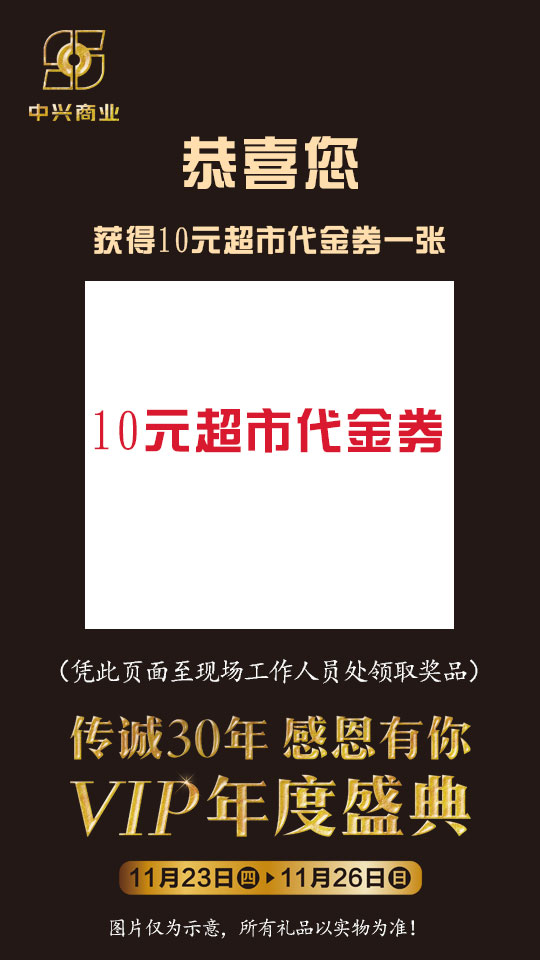 中兴商业
恭喜您
获得10元超市代金券一张
10元超市代金券
（凭此页面至现场工作人员处领取奖品）
传诚30年 感恩有你
VIP年度盛典
11月23日四▶11月26日日
图片仅为示意，所有礼品以实物为准！